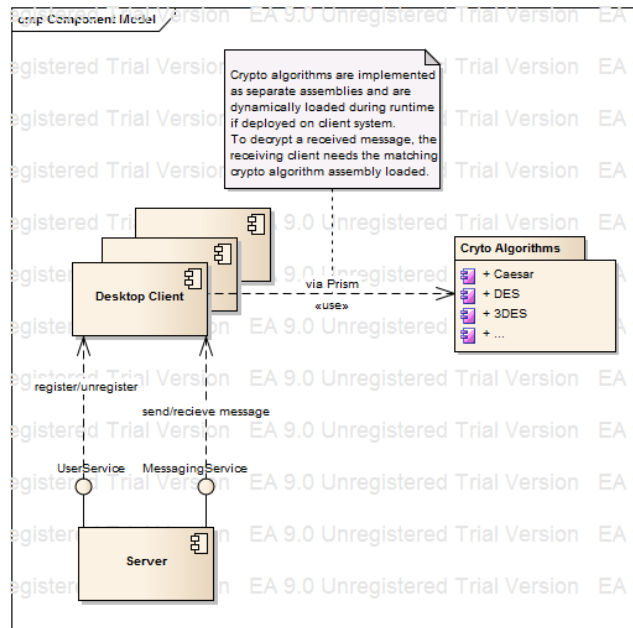 cmp Component Model
EA 9.0 Unregistered Trial Version EA
Crypto algorithms are implemented
as separate assemblies and are
dynamically loaded during runtime
if deployed on client system.
To decrypt a received message, the
receiving client needs the matching
crypto algorithm assembly loaded.
Cryto Algorithms
+ Caesar
+ DES
+ 3DES
+ ...
via Prism
«use»
Desktop Client
register/unregister
send/recieve message
UserService
MessagingService
Server